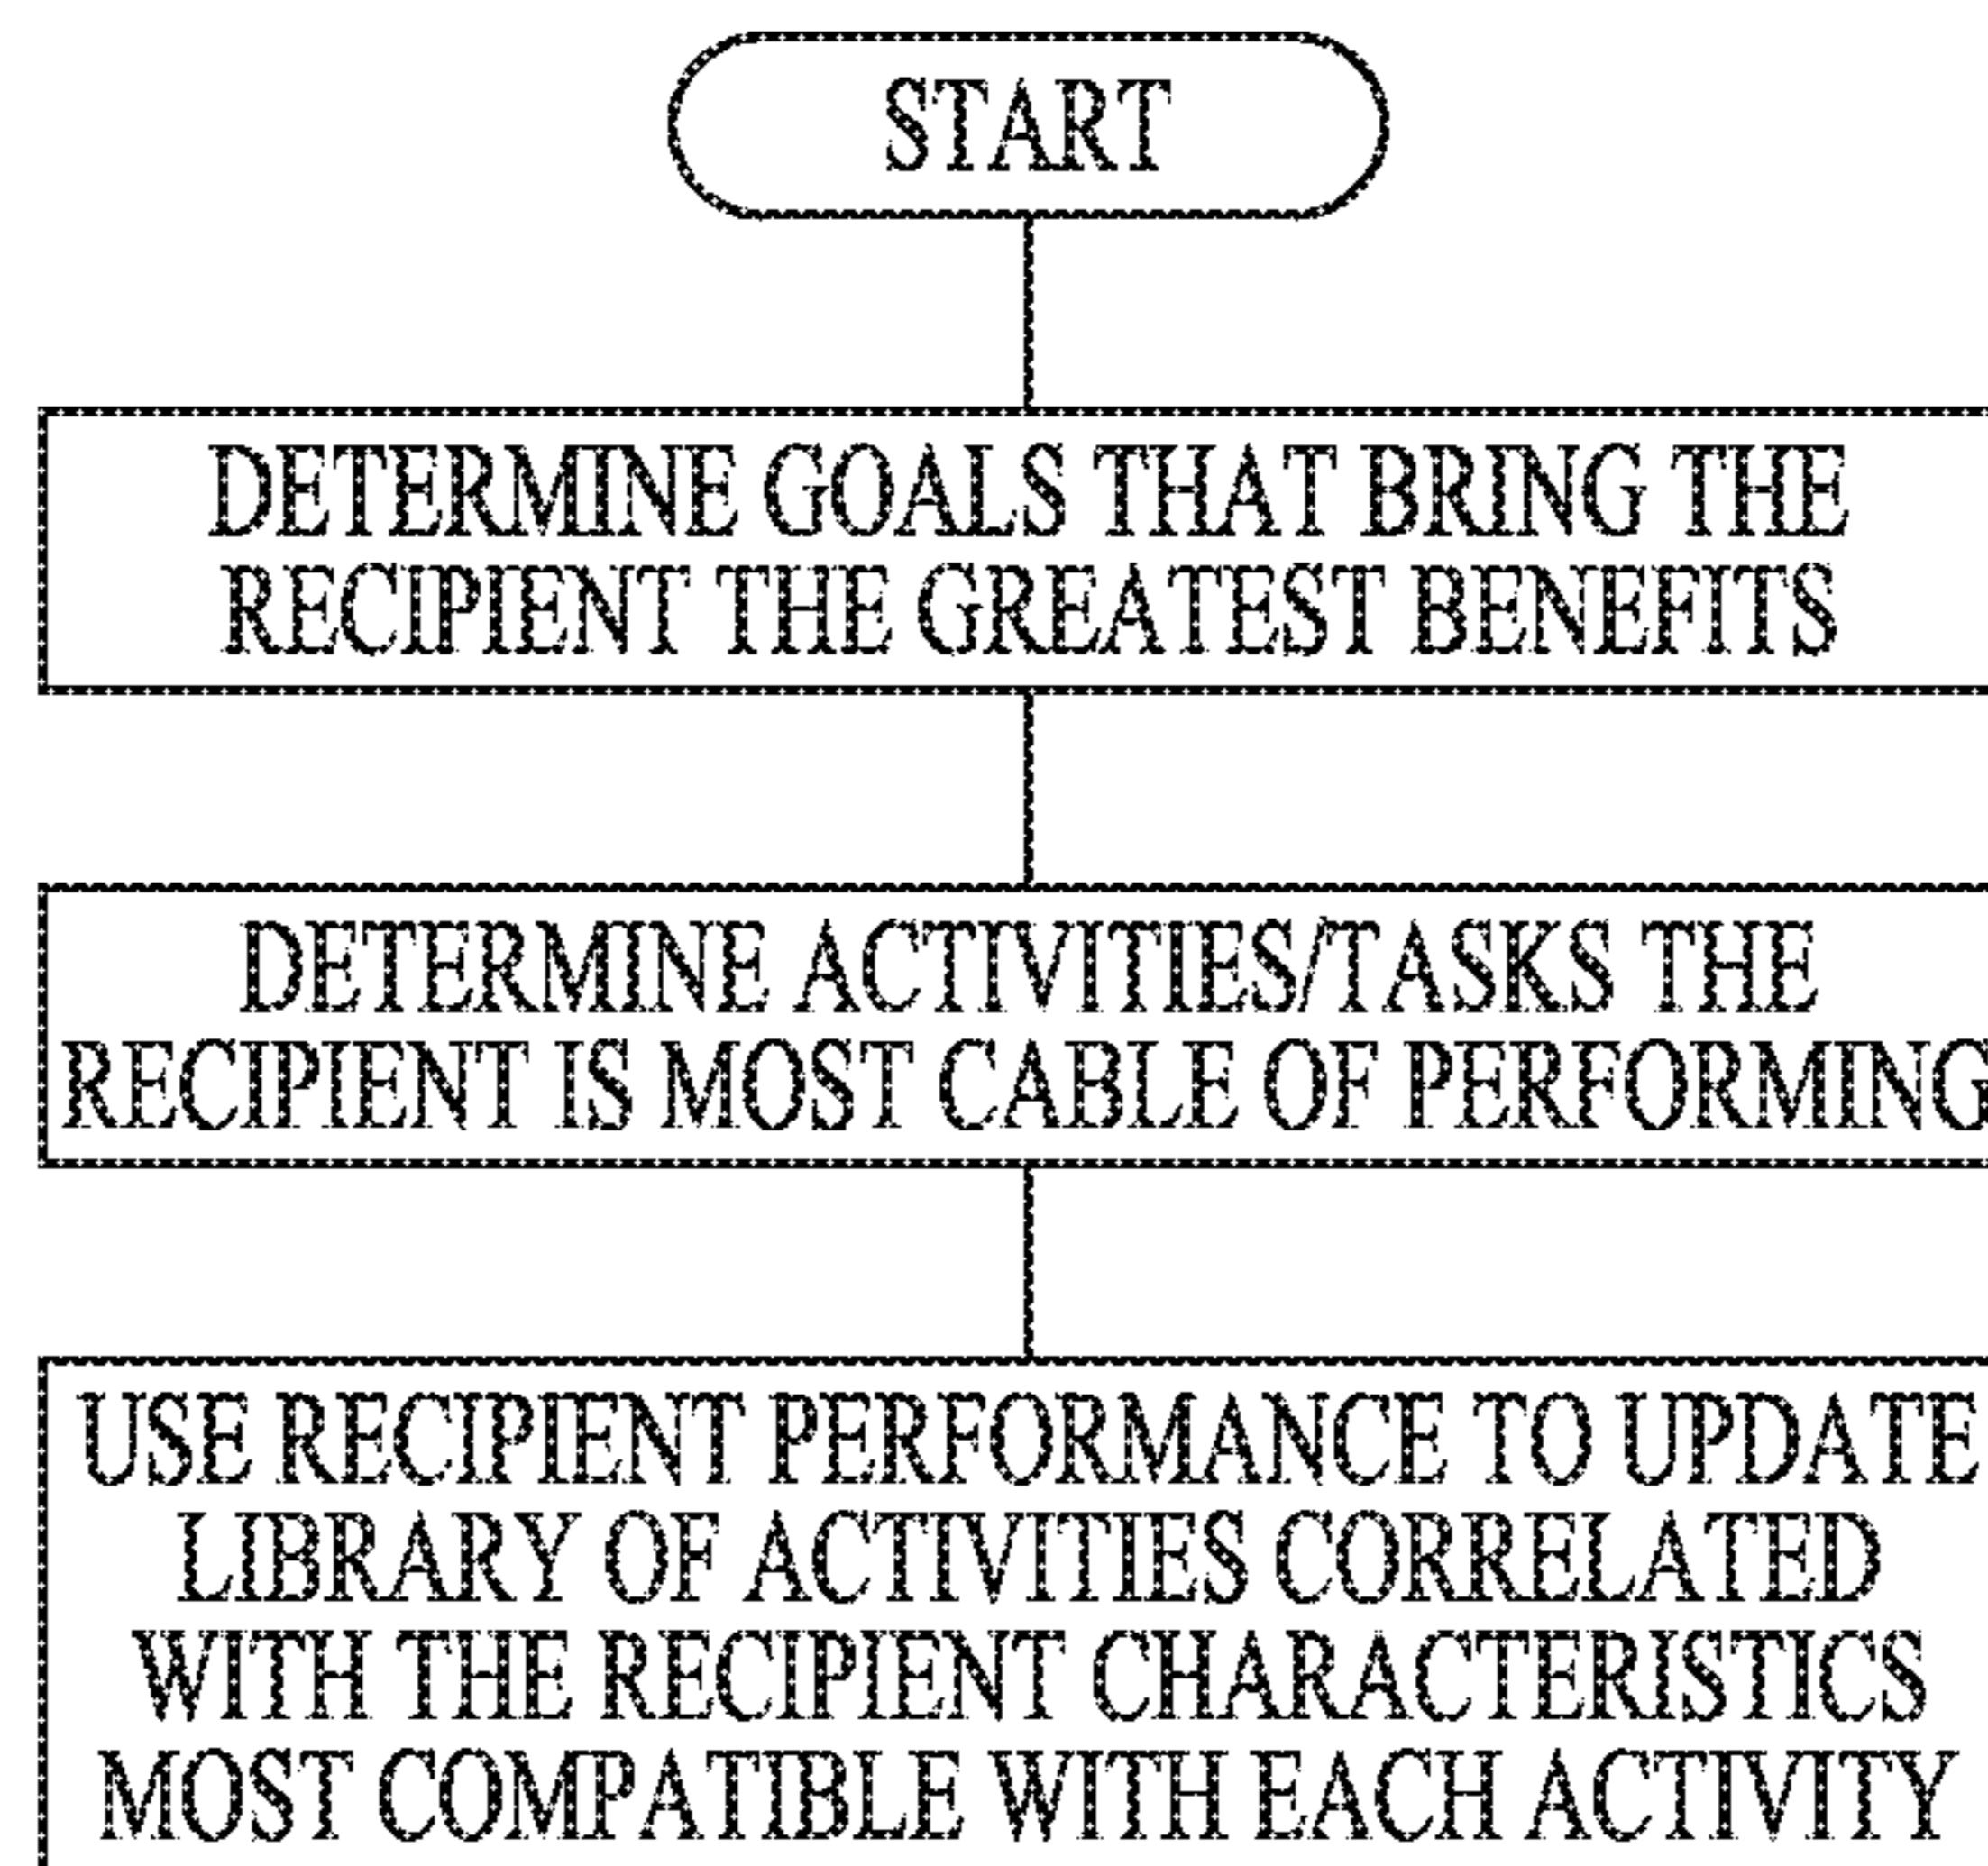 START
DETERMINE GOALS THAT BRING THE
RECIPIENT THE GREATEST BENEFITS
DETERMINE ACTIVITIES/TASKS THE
RECIPIENT IS MOST CABLE OF PERFORMING
USE RECIPIENT PERFORMANCE TO UPDATE
LIBRARY OF ACTIVITIES CORRELATED
WITH THE RECIPIENT CHARACTERISTICS
MOST COMPATIBLE WITH EACH ACTIVITY